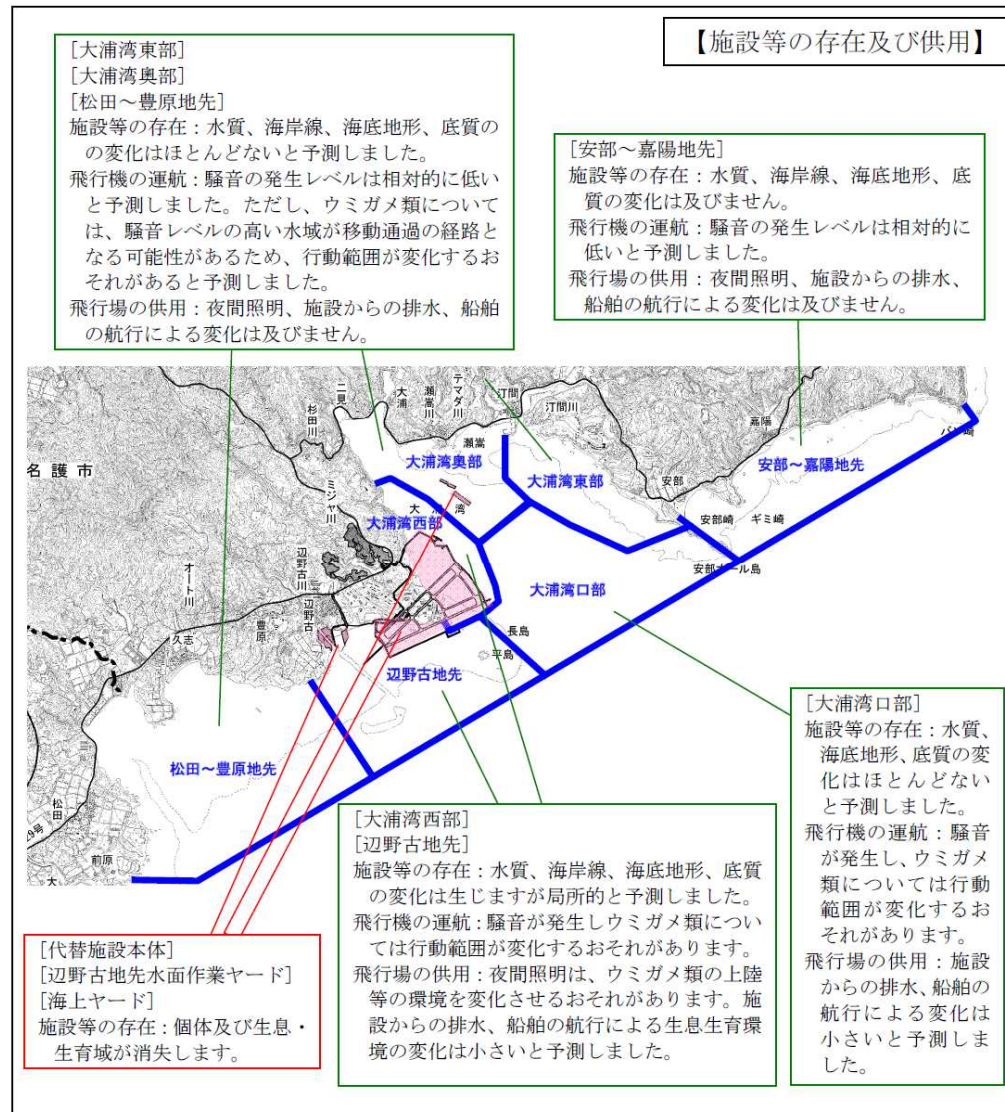 【施設等の存在及び供用】
[大浦湾東部]
[大浦湾奥部]
[松田～豊原地先]
施設等の存在：水質、海岸線、海底地形、底質の
の変化はほとんどないと予測しました。
飛行機の運航：騒音の発生レベルは相対的に低い
と予測しました。ただし、ウミガメ類について
は、騒音レベルの高い水域が移動通過の経路と
なる可能性があるため、行動範囲が変化するお
それがあると予測しました。
飛行場の供用：夜間照明、施設からの排水、船舶
の航行による変化は及びません。
[安部～嘉陽地先]
施設等の存在：水質、海岸線、海底地形、底
質の変化は及びません。
飛行機の運航：騒音の発生レベルは相対的に
低いと予測しました。
飛行場の供用：夜間照明、施設からの排水、
船舶の航行による変化は及びません。
二見
大浦
瀬嵩川
テマダ川
汀間
汀間川
杉田川
瀬嵩
嘉陽
バン崎
名護市
大浦湾奥部
大浦湾東部
安部～嘉陽地先
安部
ミジャ川
大浦湾
大浦湾西部
安部崎
ギミ崎
安部オール島
辺野古川
辺野古
オート川
豊原
久志
大浦湾口部
長島
平島
辺野古地先
松田～豊原地先
松田
29号
前原
大
[大浦湾口部]
施設等の存在：水質、
海底地形、底質の変
化はほとんどない
と予測しました。
飛行機の運航：騒音
が発生し、ウミガメ
類については行動
範囲が変化するお
それがあります。
飛行場の供用：施設
からの排水、船舶の
航行による変化は
小さいと予測しま
した。
[大浦湾西部]
[辺野古地先]
施設等の存在：水質、海岸線、海底地形、底質
の変化は生じますが局所的と予測しました。
飛行機の運航：騒音が発生しウミガメ類につい
ては行動範囲が変化するおそれがあります。
飛行場の供用：夜間照明は、ウミガメ類の上陸
等の環境を変化させるおそれがあります。施
設からの排水、船舶の航行による生息生育環
境の変化は小さいと予測しました。
[代替施設本体]
[辺野古地先水面作業ヤード]
[海上ヤード]
施設等の存在：個体及び生息・
生育域が消失します。